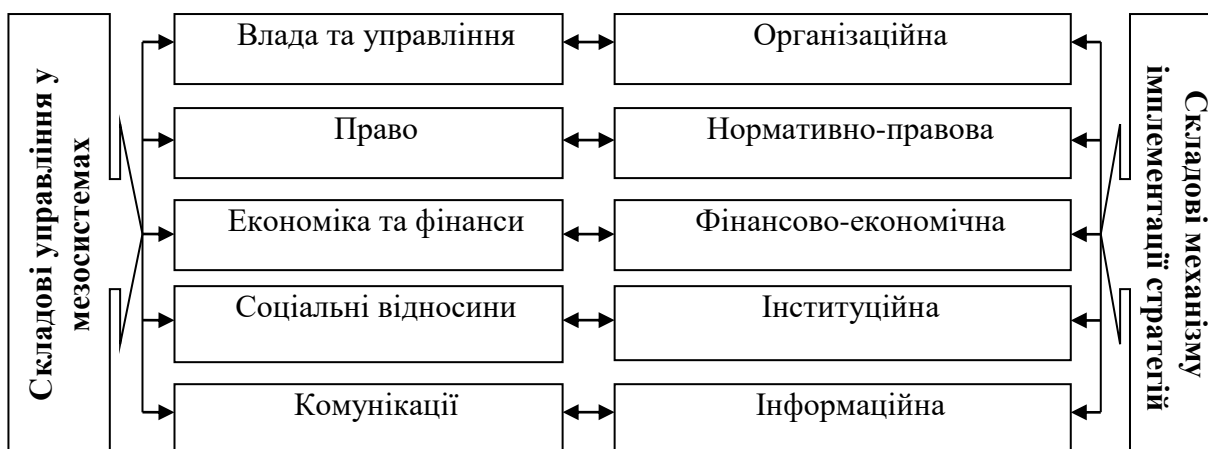 Складові управління у
мезосистемах
Влада та управління
Організаційна
Право
Нормативно-правова
Економіка та фінанси
Фінансово-економічна
Соціальні відносини
Інституційна
Комунікації
Інформаційна
Складові механізму
імплементації стратегій